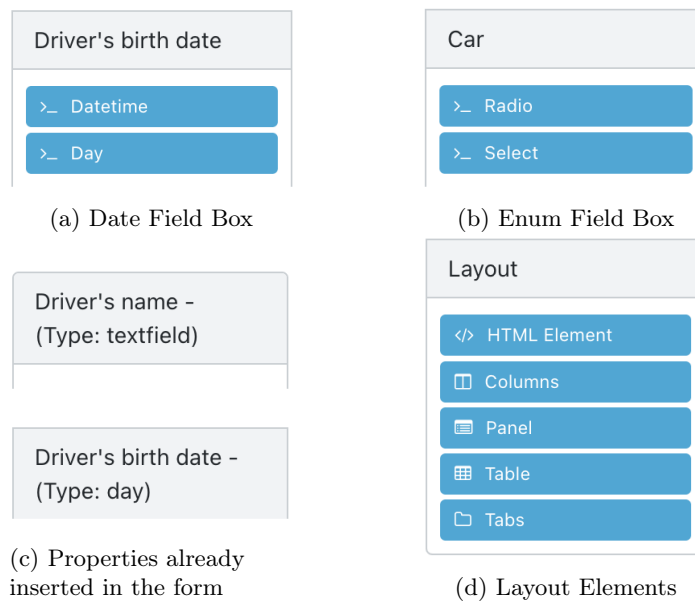 Driver's birth date
>_ Datetime
>_ Day
(a) Date Field Box
Car
>_ Radio
>_ Select
(b) Enum Field Box
Driver's name -
(Type: textfield)
Driver's birth date -
(Type: day)
(c) Properties already
inserted in the form
Layout
</> HTML Element
Columns
Panel
Table
Tabs
(d) Layout Elements